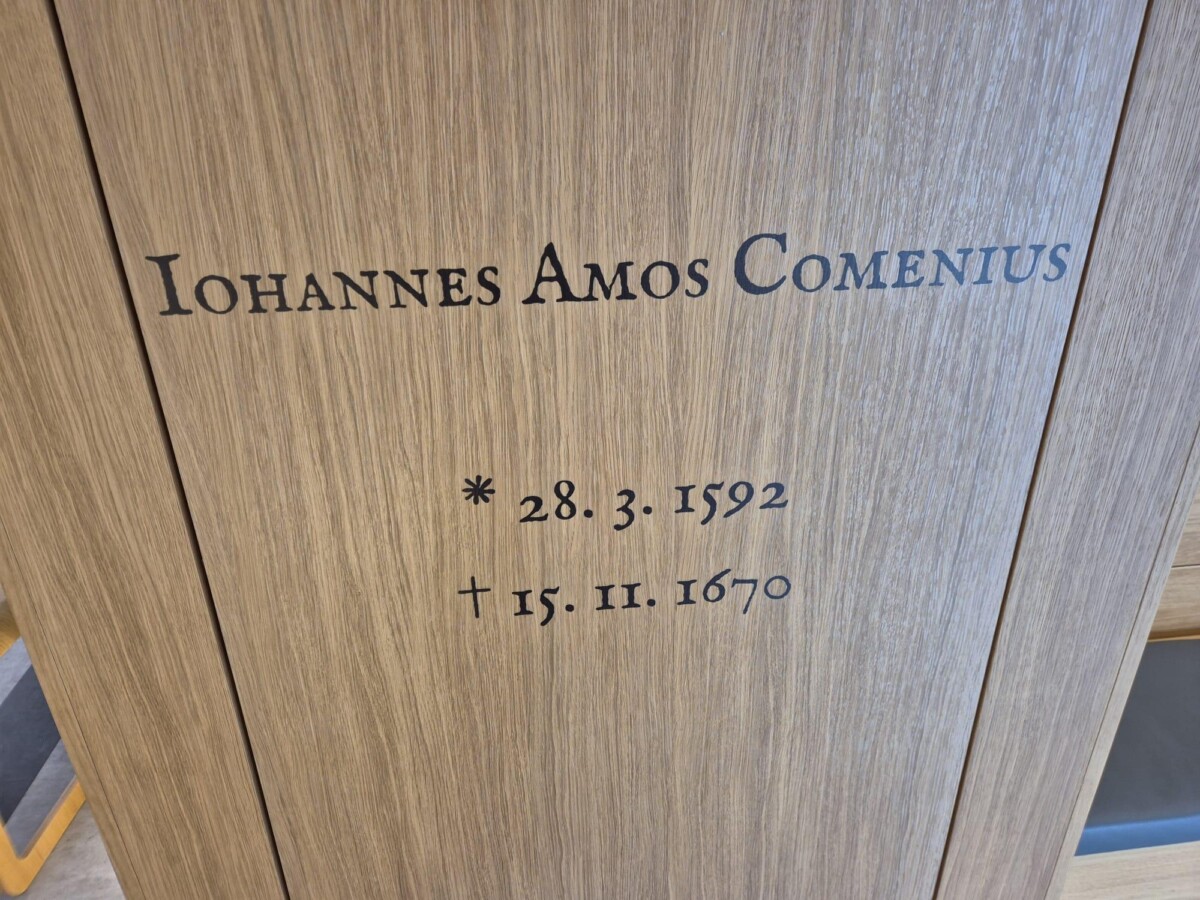 Iohannes Amos Comenius
* 28. 3. 1592
† 15. 11. 1670